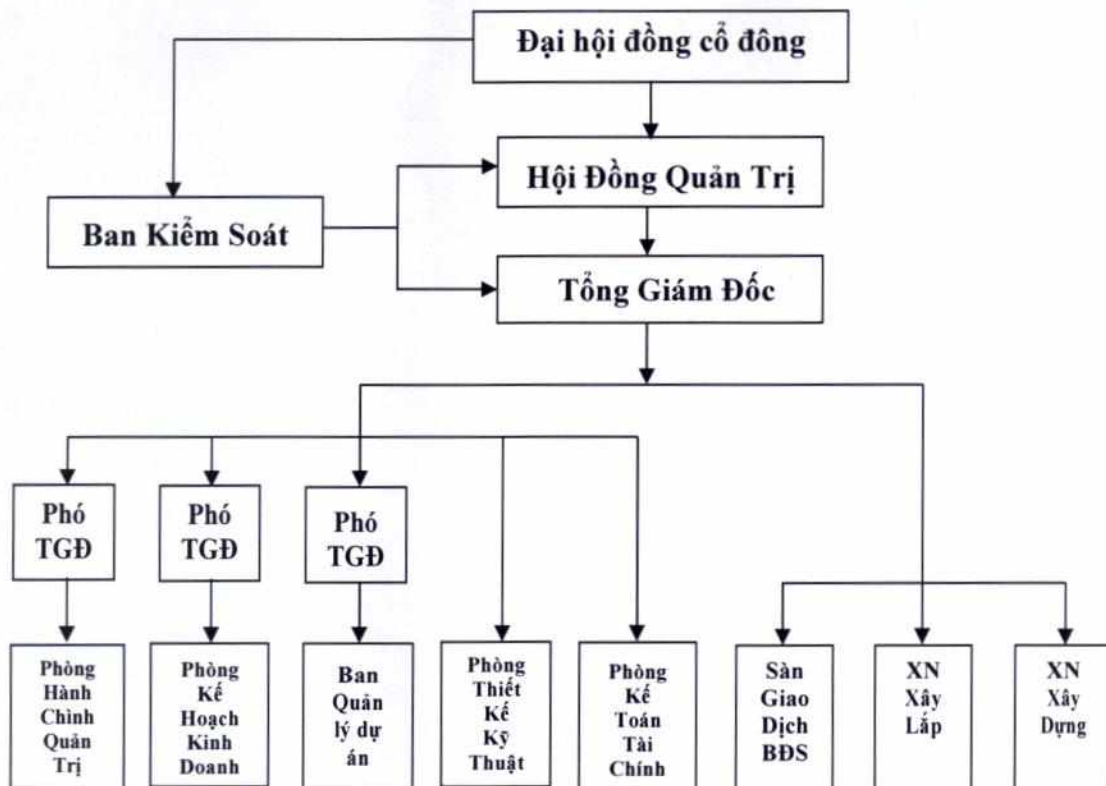 Đại hội đồng cổ đông
Hội Đồng Quản Trị
Ban Kiểm Soát
Tổng Giám Đốc
Phó
TGĐ
Phó
TGĐ
Phó
TGĐ
Phòng
Hành
Chình
Quản
Trị
Phòng
Kế
Hoạch
Kinh
Doanh
Ban
Quản
lý dự
án
Phòng
Thiết
Kế
Kỹ
Thuật
Phòng
Kế
Toán
Tài
Chính
Sàn
Giao
Dịch
BĐS
XN
Xây
Lắp
XN
Xây
Dựng